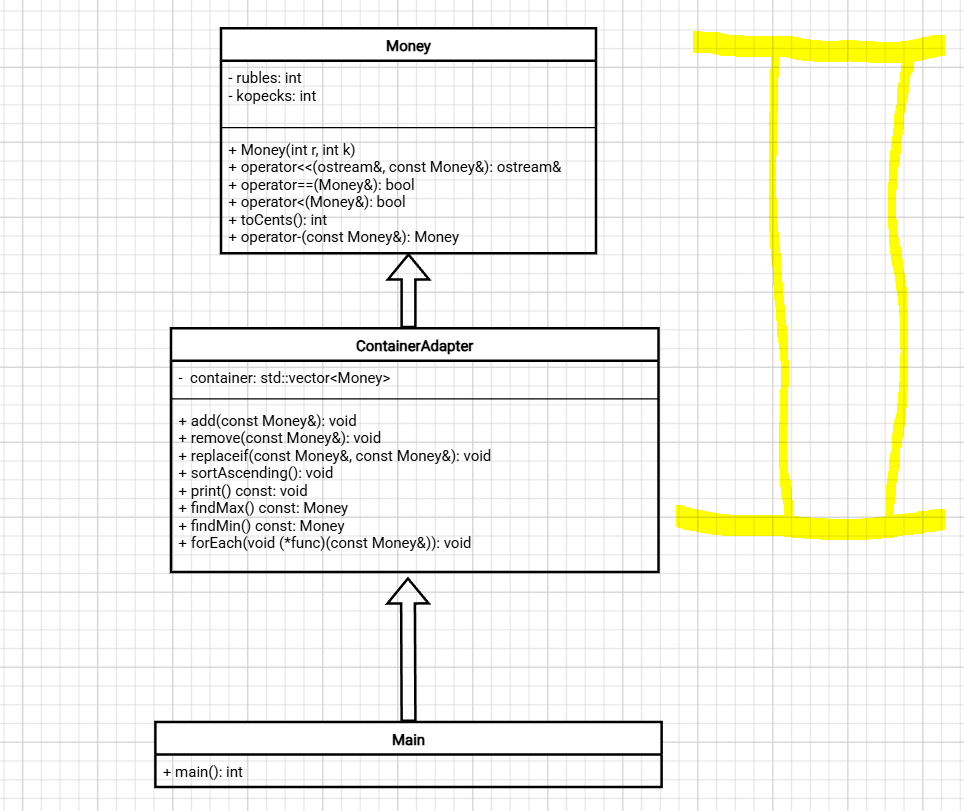 Money
- rubles: int
- kopecks: int
+ Money(int r, int k)
+ operator<<(ostream&, const Money&): ostream&
+ operator==(Money&): bool
+ operator<(Money&): bool
+ toCents(): int
+ operator-(const Money&): Money
ContainerAdapter
- container: std::vector<Money>
+ add(const Money&): void
+ remove(const Money&): void
+ replaceif(const Money&, const Money&): void
+ sortAscending(): void
+ print() const: void
+ findMax() const: Money
+ findMin() const: Money
+ forEach(void (*func)(const Money&)): void
Main
+ main(): int